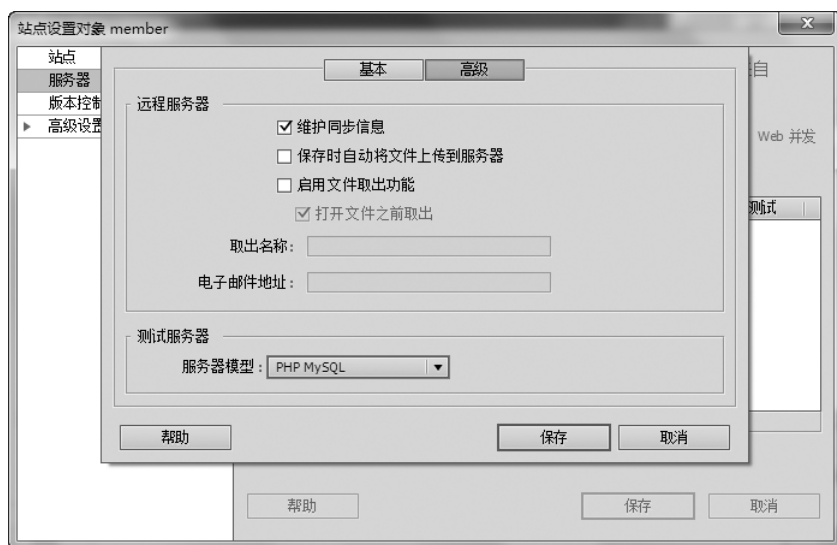 站点设置对象 member
站点
服务器
版本控制
高级设置
基本
高级
远程服务器
维护同步信息
保存时自动将文件上传到服务器
启用文件取出功能
打开文件之前取出
取出名称：
电子邮件地址：
测试服务器
服务器模型： PHP MySQL
帮助
保存
取消
自
Web 并发
测试
帮助
保存
取消